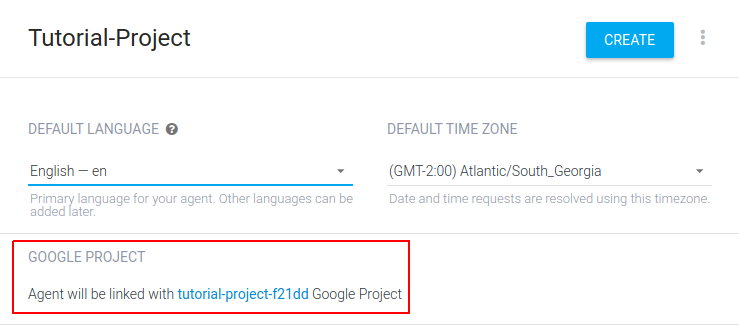 Tutorial-Project
CREATE
DEFAULT LANGUAGE
DEFAULT TIME ZONE
English — en
(GMT-2:00) Atlantic/South_Georgia
Primary language for your agent. Other languages can be
added later.
Date and time requests are resolved using this timezone.
GOOGLE PROJECT
Agent will be linked with tutorial-project-f21dd Google Project